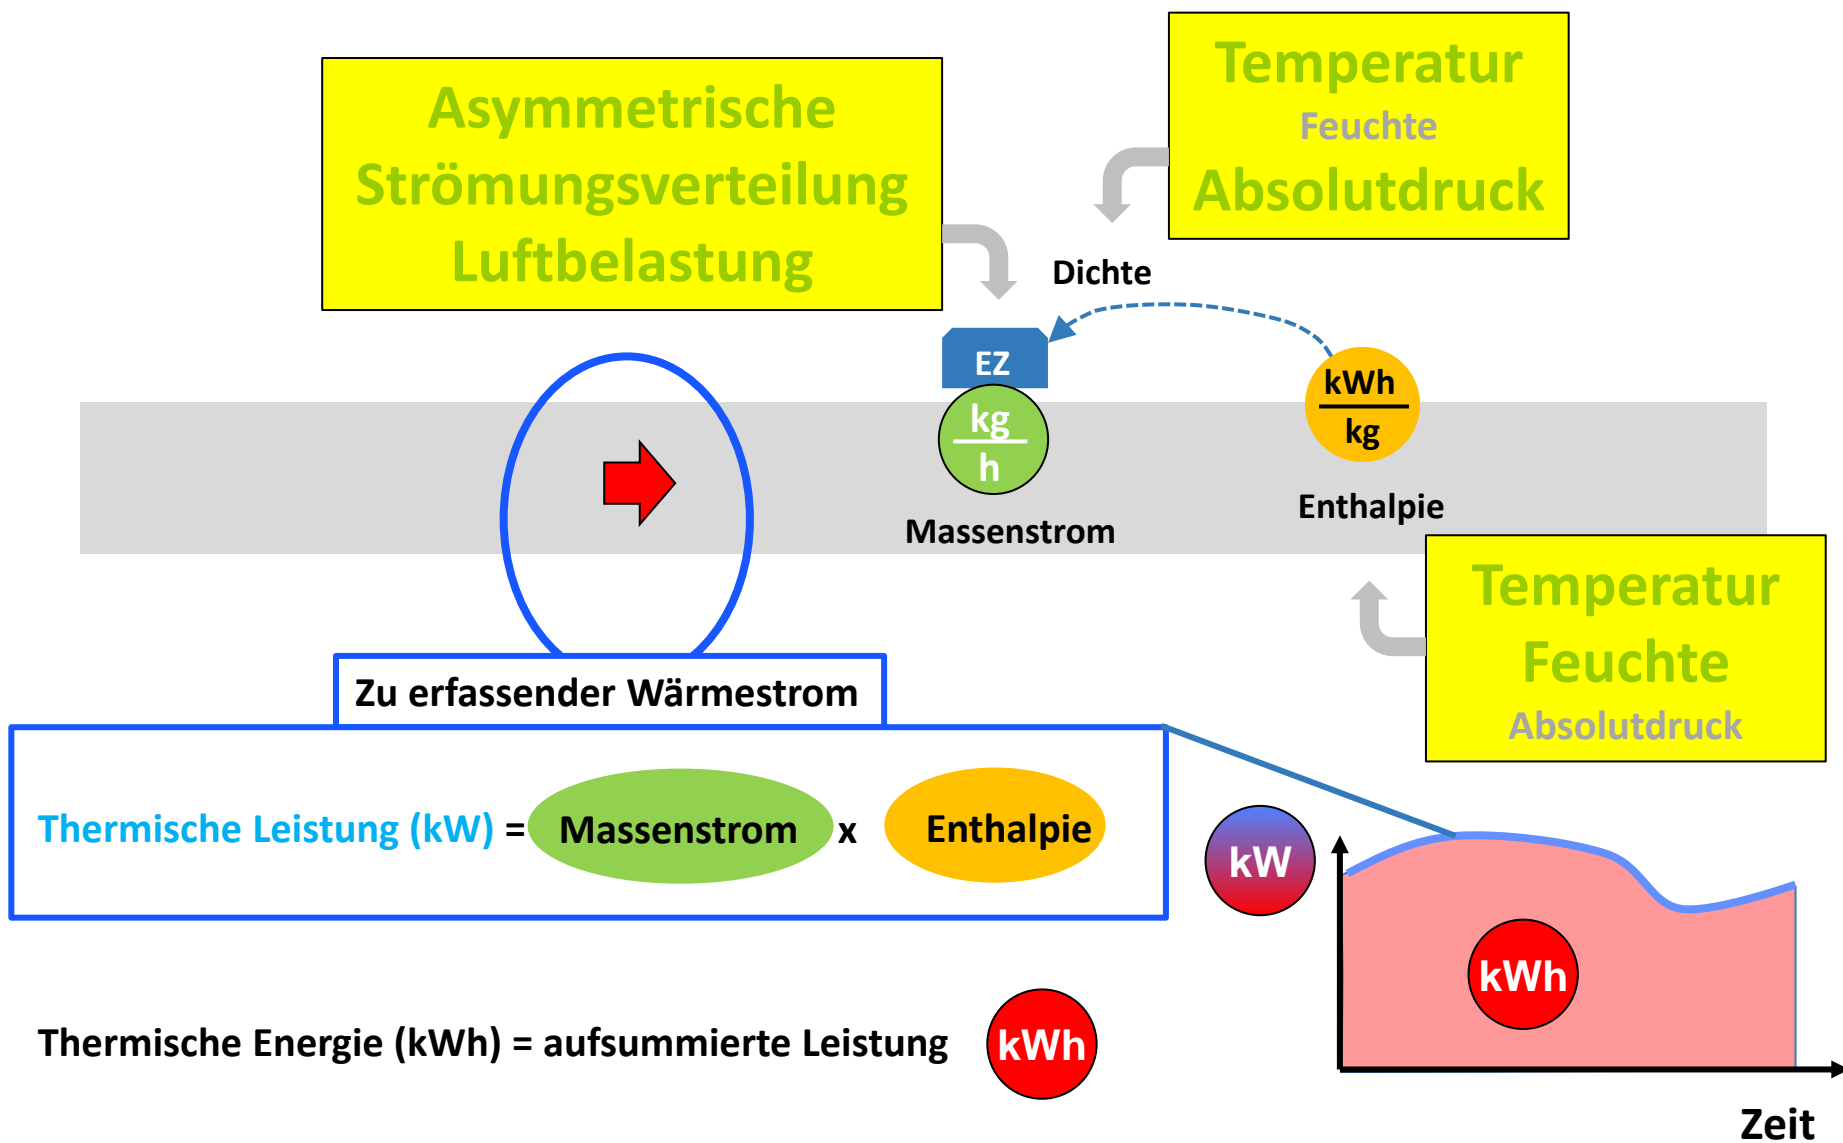 Temperatur
Feuchte
Absolutdruck
Asymmetrische
Strömungsverteilung
Luftbelastung
Dichte
EZ
kg
h
Massenstrom
kWh
kg
Enthalpie
Temperatur
Feuchte
Absolutdruck
Zu erfassender Wärmestrom
Thermische Leistung (kW) = Massenstrom x Enthalpie
kW
kWh
Thermische Energie (kWh) = aufsummierte Leistung kWh
Zeit